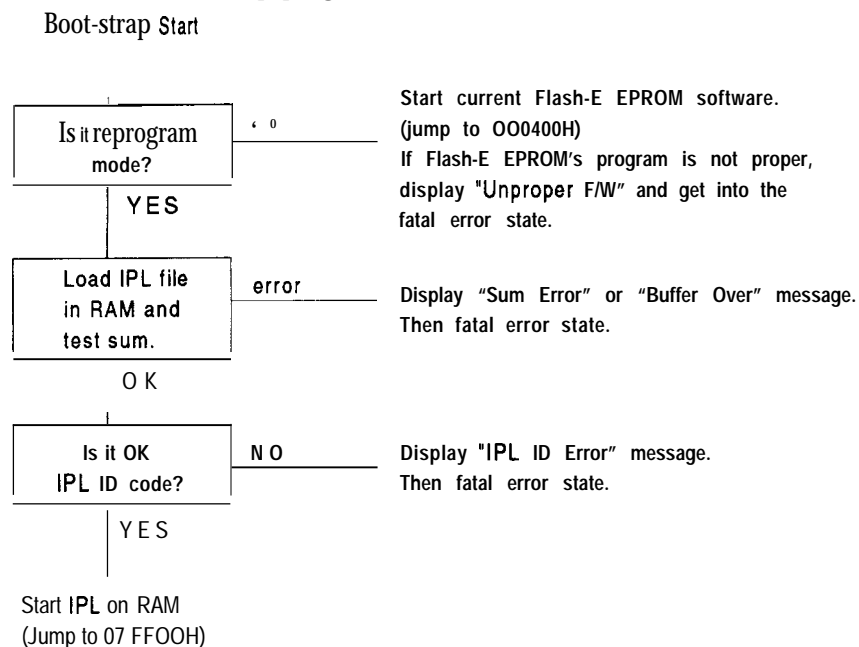 Boot-strap Start
Is it reprogram
mode?
‘ 0
Start current Flash-E EPROM software.
(jump to OO0400H)
If Flash-E EPROM's program is not proper,
display "Unproper F/W" and get into the
fatal error state.
YES
Load IPL file
in RAM and
test sum.
error
Display “Sum Error” or “Buffer Over” message.
Then fatal error state.
O K
Is it OK
IPL ID code?
N O
Display "IPL ID Error” message.
Then fatal error state.
YES
Start IPL on RAM
(Jump to 07 FFOOH)